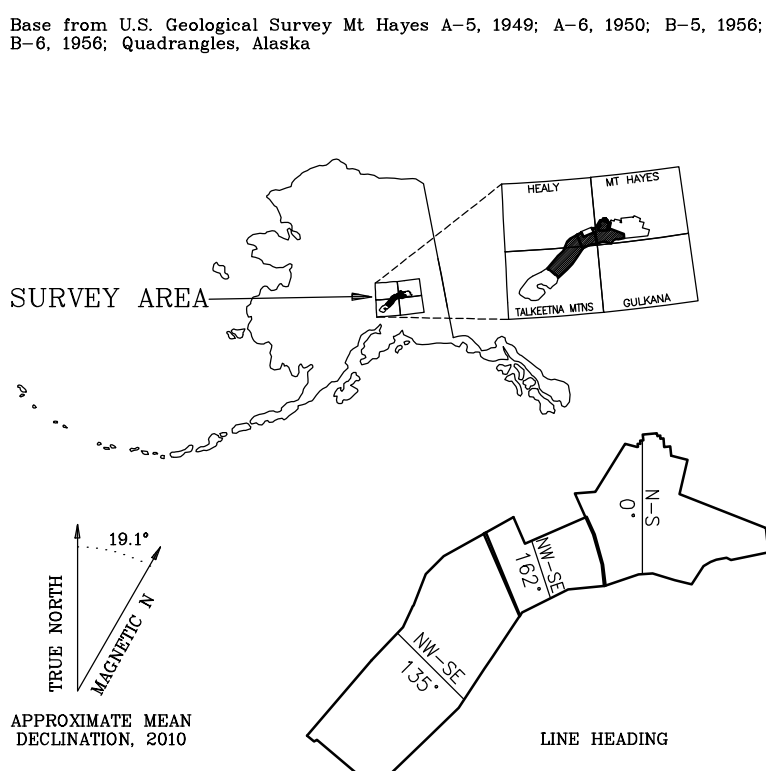 Base from U.S. Geological Survey Mt Hayes A-5, 1949; A-6, 1950; B-5, 1956;
B-6, 1956; Quadrangles, Alaska
HEALY
MT HAYES
SURVEY AREA
TALKEETNA MTNS
GULKANA
N-S
0°
NW-SE
162°
NW-SE
135°
19.1°
TRUE NORTH
MAGNETIC N
APPROXIMATE MEAN
DECLINATION, 2010
LINE HEADING